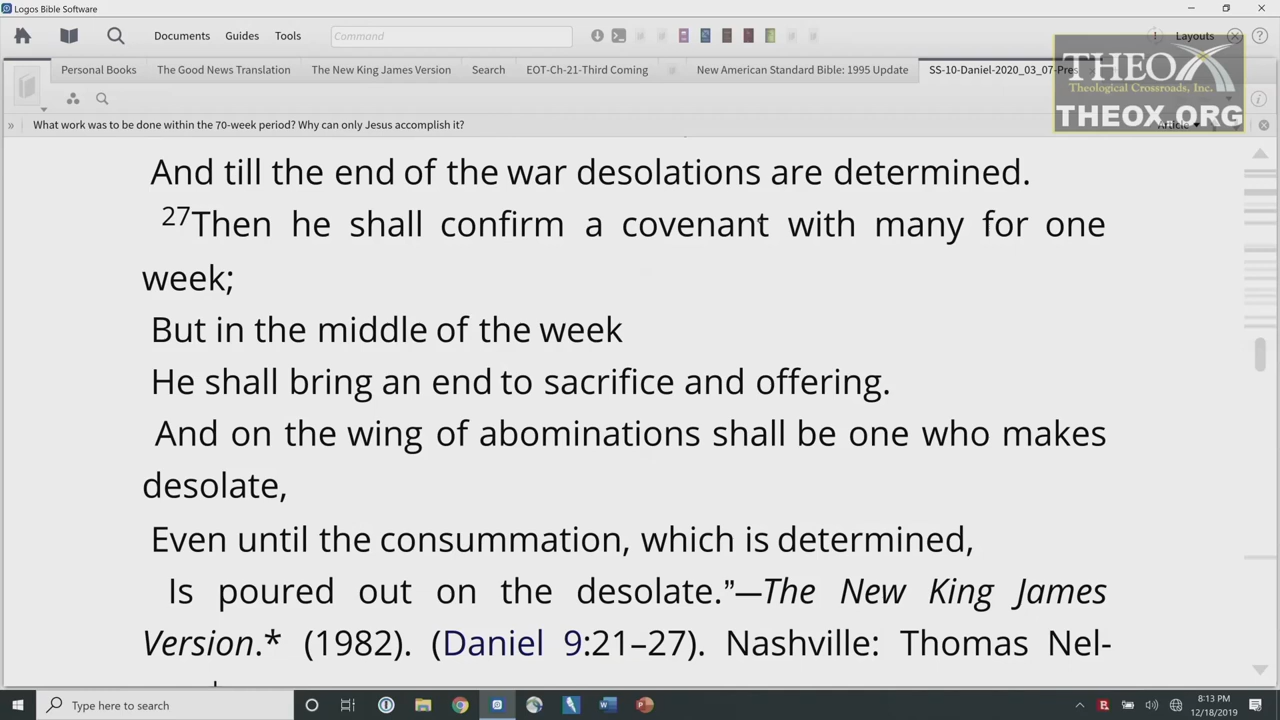 Logos Bible Software
Documents Guides Tools Command Layouts
Personal Books The Good News Translation The New King James Version Search EOT-Ch-21-Third Coming New American Standard Bible: 1995 Update SS-10-Daniel-2020_03_07-Pres
THEOX
Theological Crossroads, Inc.
THEOX.ORG
What work was to be done within the 70-week period? Why can only Jesus accomplish it? Article
And till the end of the war desolations are determined.
27Then he shall confirm a covenant with many for one
week;
But in the middle of the week
He shall bring an end to sacrifice and offering.
And on the wing of abominations shall be one who makes
desolate,
Even until the consummation, which is determined,
Is poured out on the desolate.”—The New King James
Version.* (1982). (Daniel 9:21–27). Nashville: Thomas Nel-
Type here to search
8:13 PM
12/18/2019